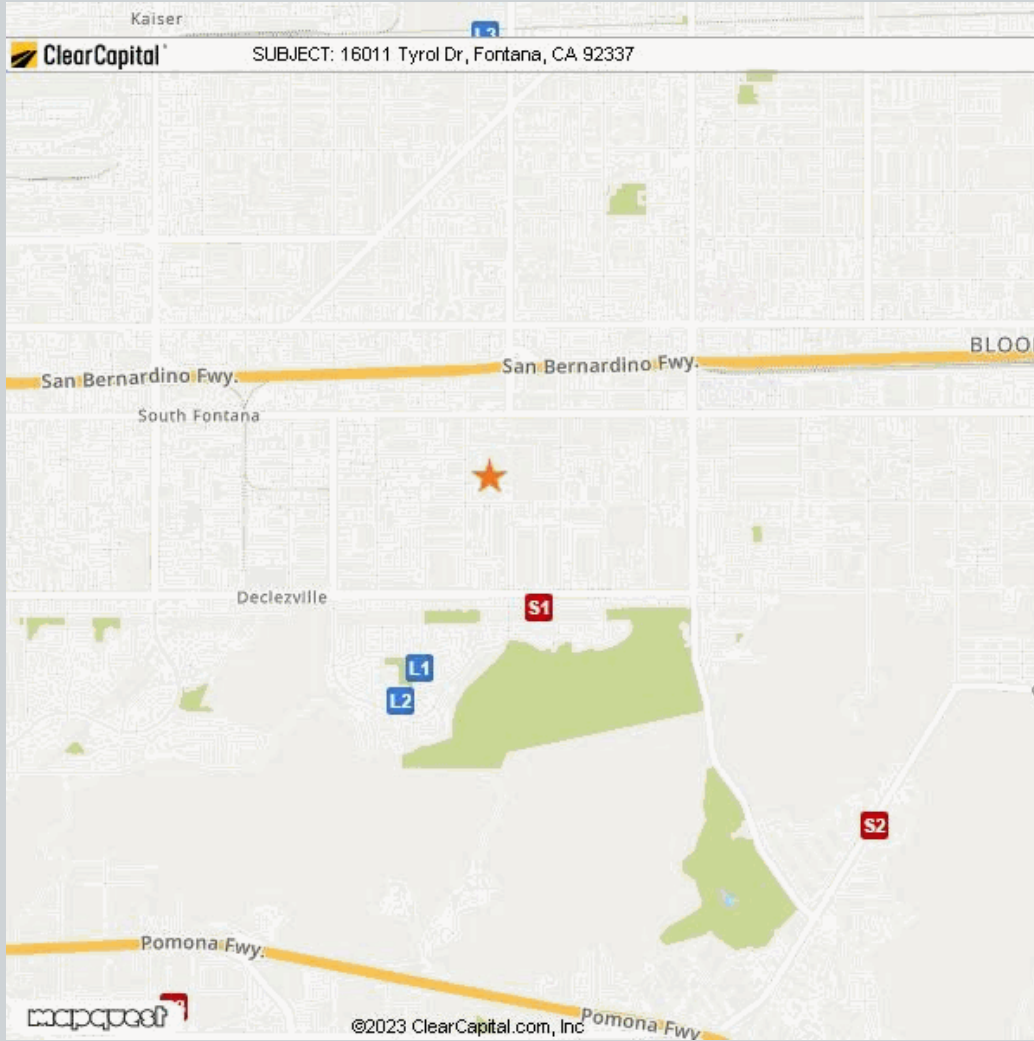 Kaiser
L3
ClearCapital
SUBJECT: 16011 Tyrol Dr, Fontana, CA 92337
San Bernardino Fwy.
San Bernardino Fwy.
BLOO
South Fontana
Declezville
S1
L1
L2
S2
Pomona Fwy.
mapquest
©2023 ClearCapital.com, Inc
Pomona Fwy